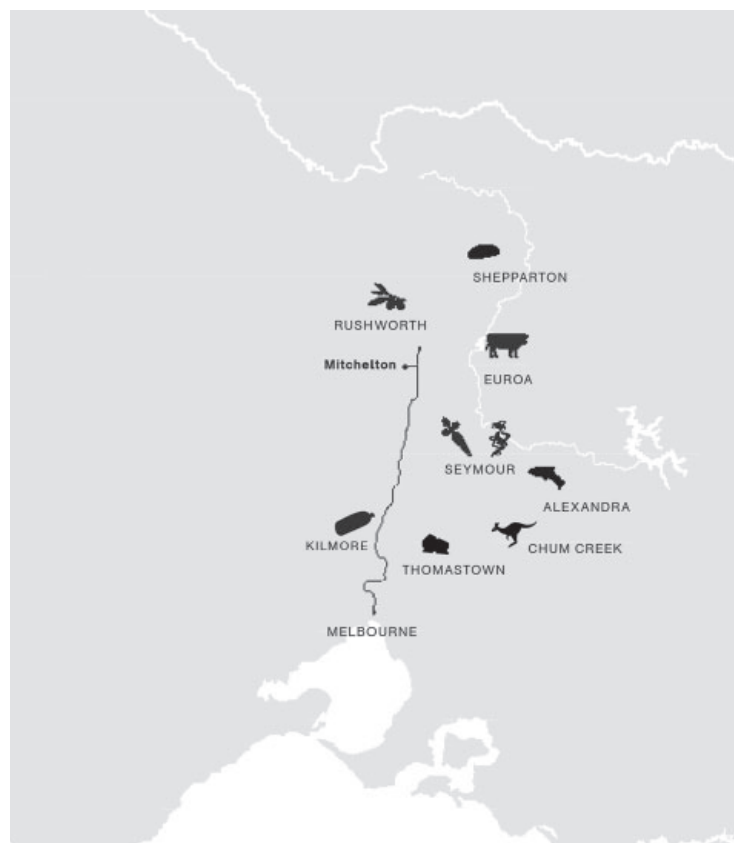 SHEPPARTON
RUSHWORTH
Mitchelton
EUROA
SEYMOUR
ALEXANDRA
KILMORE
CHUM CREEK
THOMASTOWN
MELBOURNE